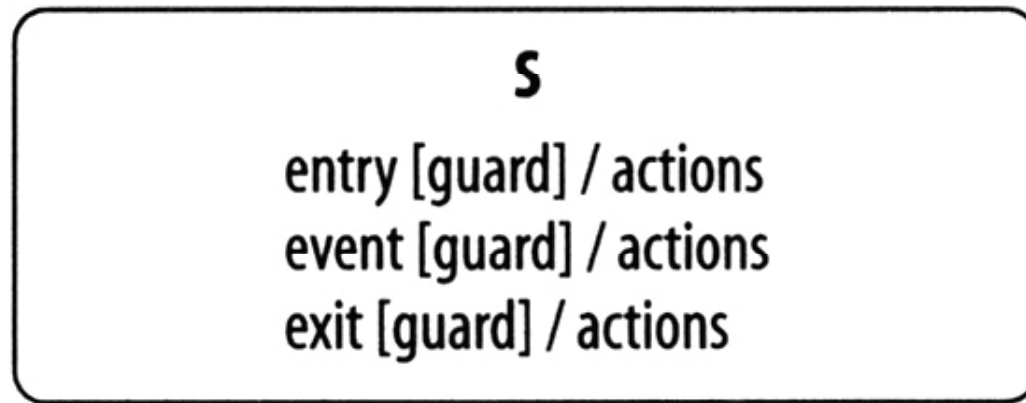 S
entry [guard] / actions
event [guard] / actions
exit [guard] / actions